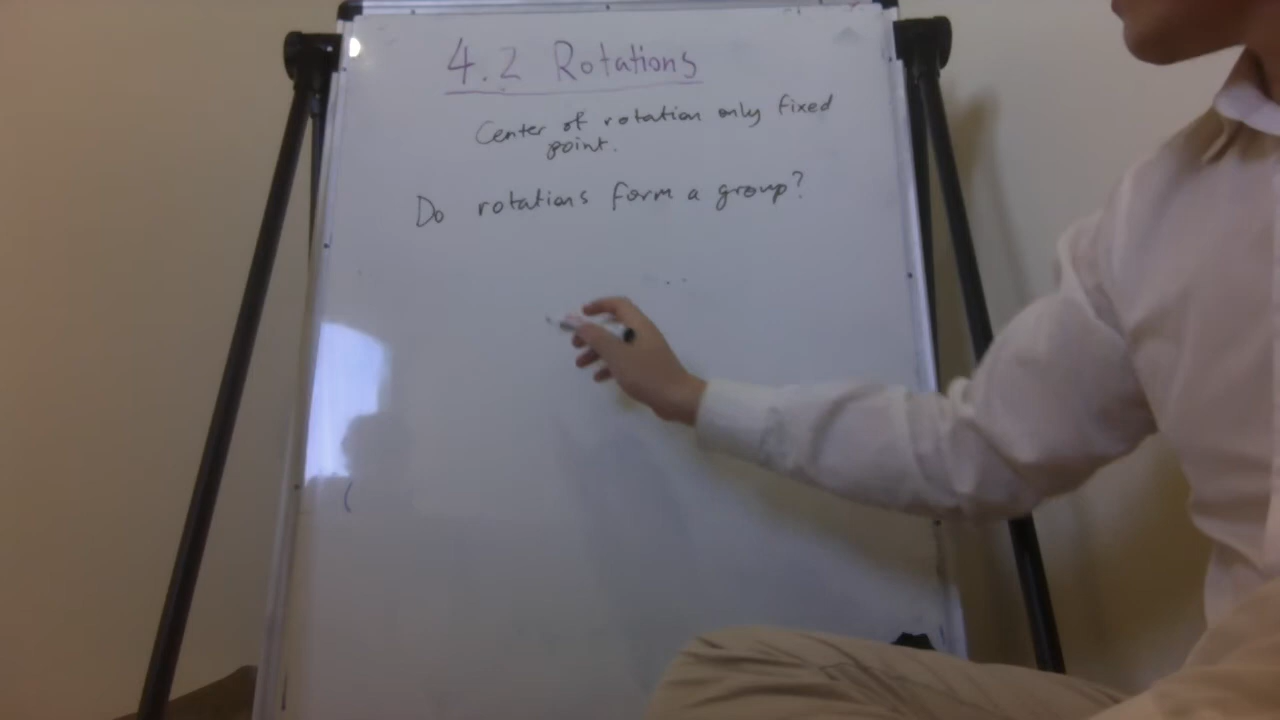 4.2 Rotations
Center of rotation only fixed
point.
Do rotations form a group?